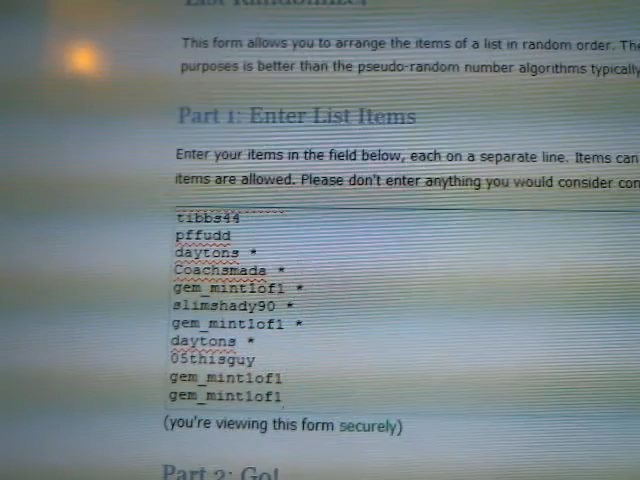 List Randomizer
This form allows you to arrange the items of a list in random order. The
purposes is better than the pseudo-random number algorithms typically
Part 1: Enter List Items
Enter your items in the field below, each on a separate line. Items can
items are allowed. Please don't enter anything you would consider con
tibbs44
pffudd
daytons *
Coachsmada *
gem_mint1of1 *
slimshady90 *
gem_mint1of1 *
daytons *
05thisguy
gem_mint1of1
gem_mint1of1
(you're viewing this form securely)
Part 2: Go!